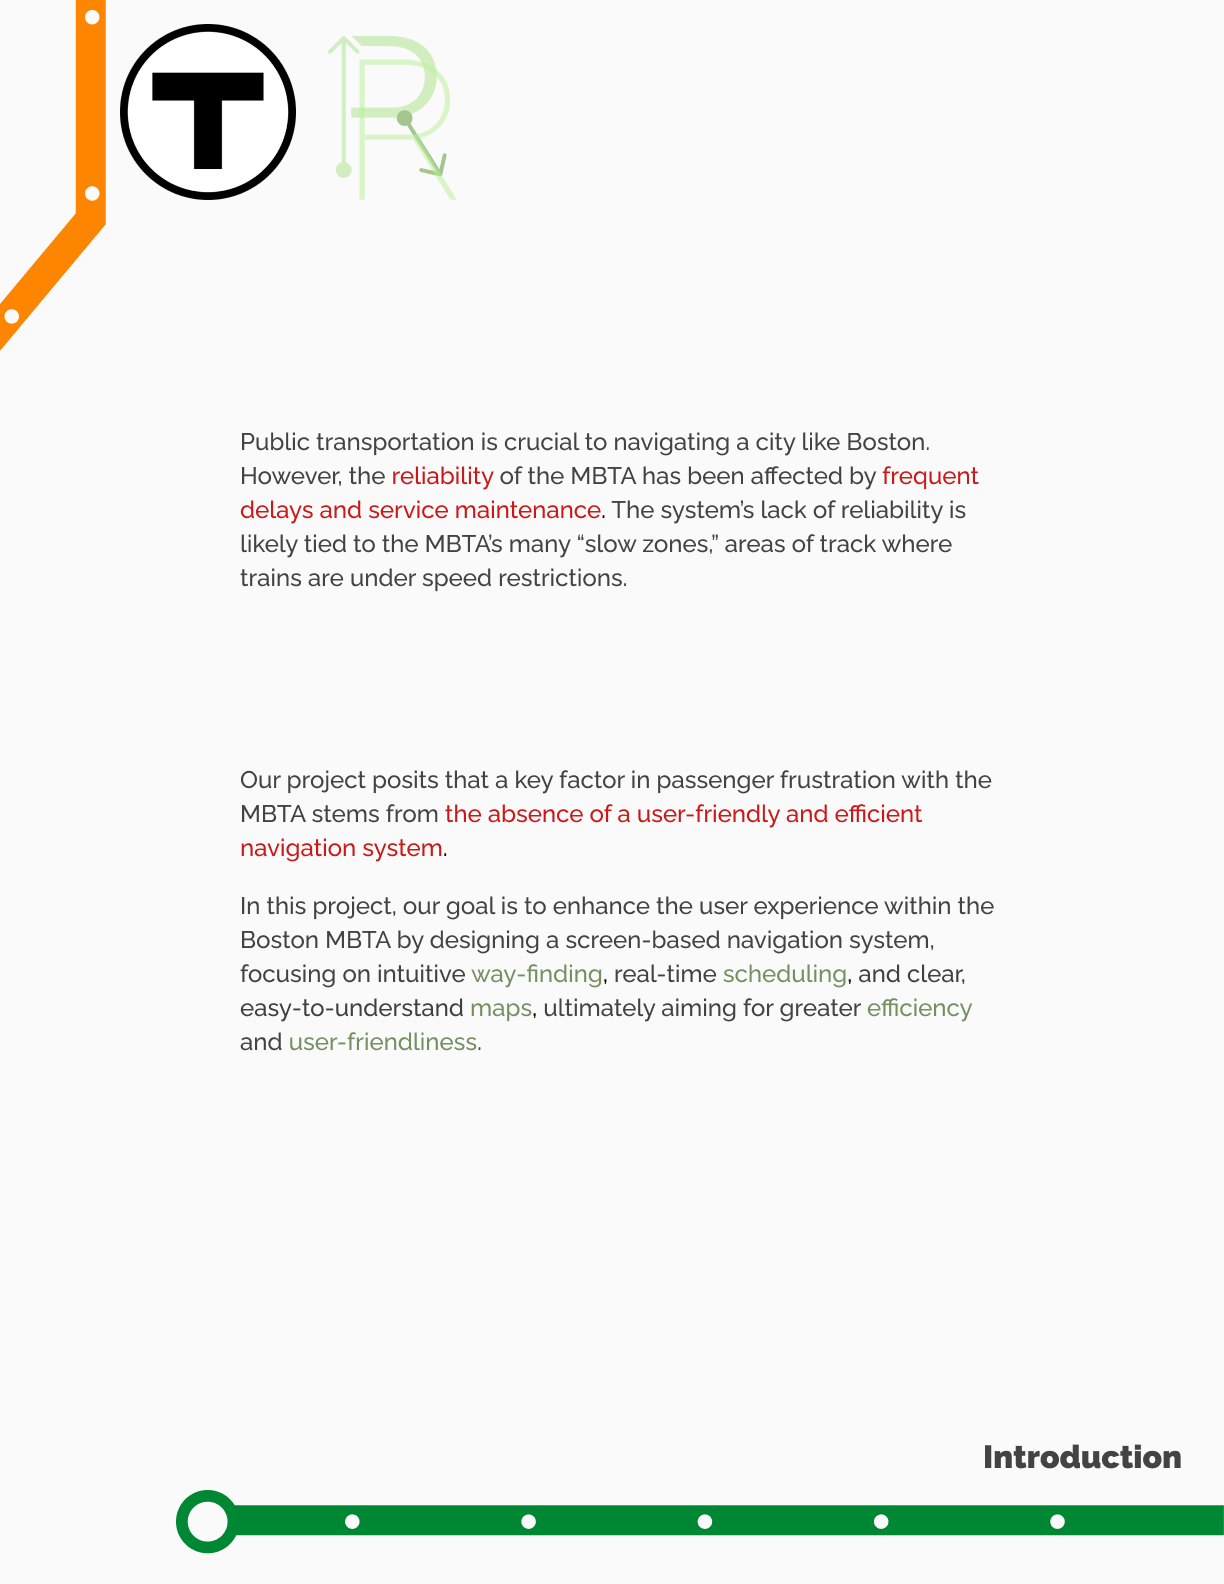 T R
Public transportation is crucial to navigating a city like Boston.
However, the reliability of the MBTA has been affected by frequent
delays and service maintenance. The system’s lack of reliability is
likely tied to the MBTA’s many “slow zones,” areas of track where
trains are under speed restrictions.
Our project posits that a key factor in passenger frustration with the
MBTA stems from the absence of a user-friendly and efficient
navigation system.
In this project, our goal is to enhance the user experience within the
Boston MBTA by designing a screen-based navigation system,
focusing on intuitive way-finding, real-time scheduling, and clear,
easy-to-understand maps, ultimately aiming for greater efficiency
and user-friendliness.
Introduction